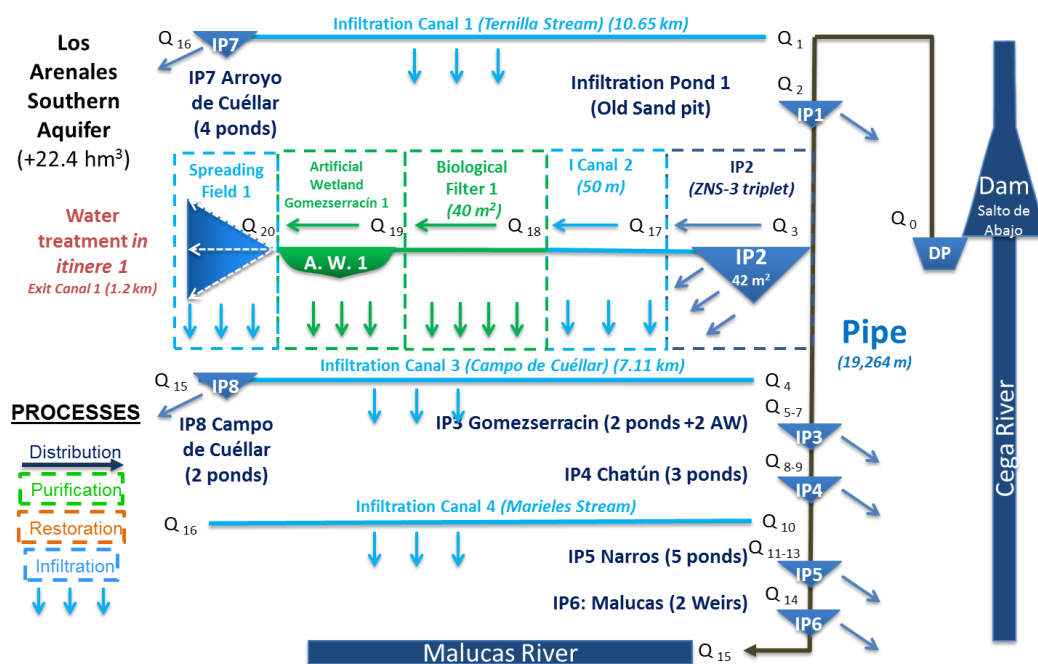 Los
Arenales
Southern
Aquifer
(+22.4 hm³)
Infiltration Canal 1 (Ternilla Stream) (10.65 km)
Q 16
IP7
Q 1
IP7 Arroyo
de Cuéllar
(4 ponds)
Infiltration Pond 1
(Old Sand pit)
Q 2
IP1
Spreading
Field 1
Artificial
Wetland
Gomezserracín 1
Biological
Filter 1
(40 m²)
I Canal 2
(50 m)
IP2
(ZNS-3 triplet)
Water
treatment in
itinere 1
Exit Canal 1 (1.2 km)
Q 20
Q 19
Q 18
Q 17
Q 3
A. W. 1
IP2
42 m²
Q 0
DP
Dam
Salto de
Abajo
Pipe
(19,264 m)
Cega River
Infiltration Canal 3 (Campo de Cuéllar) (7.11 km)
Q 15
IP8
Q 4
IP8 Campo
de Cuéllar
(2 ponds)
Q 5-7
IP3 Gomezserracin (2 ponds +2 AW)
IP3
Q 8-9
IP4 Chatún (3 ponds)
IP4
Infiltration Canal 4 (Marieles Stream)
Q 16
Q 10
Q 11-13
IP5 Narros (5 ponds)
IP5
Q 14
IP6: Malucas (2 Weirs)
IP6
Malucas River
Q 15
PROCESSES
Distribution
Purification
Restoration
Infiltration